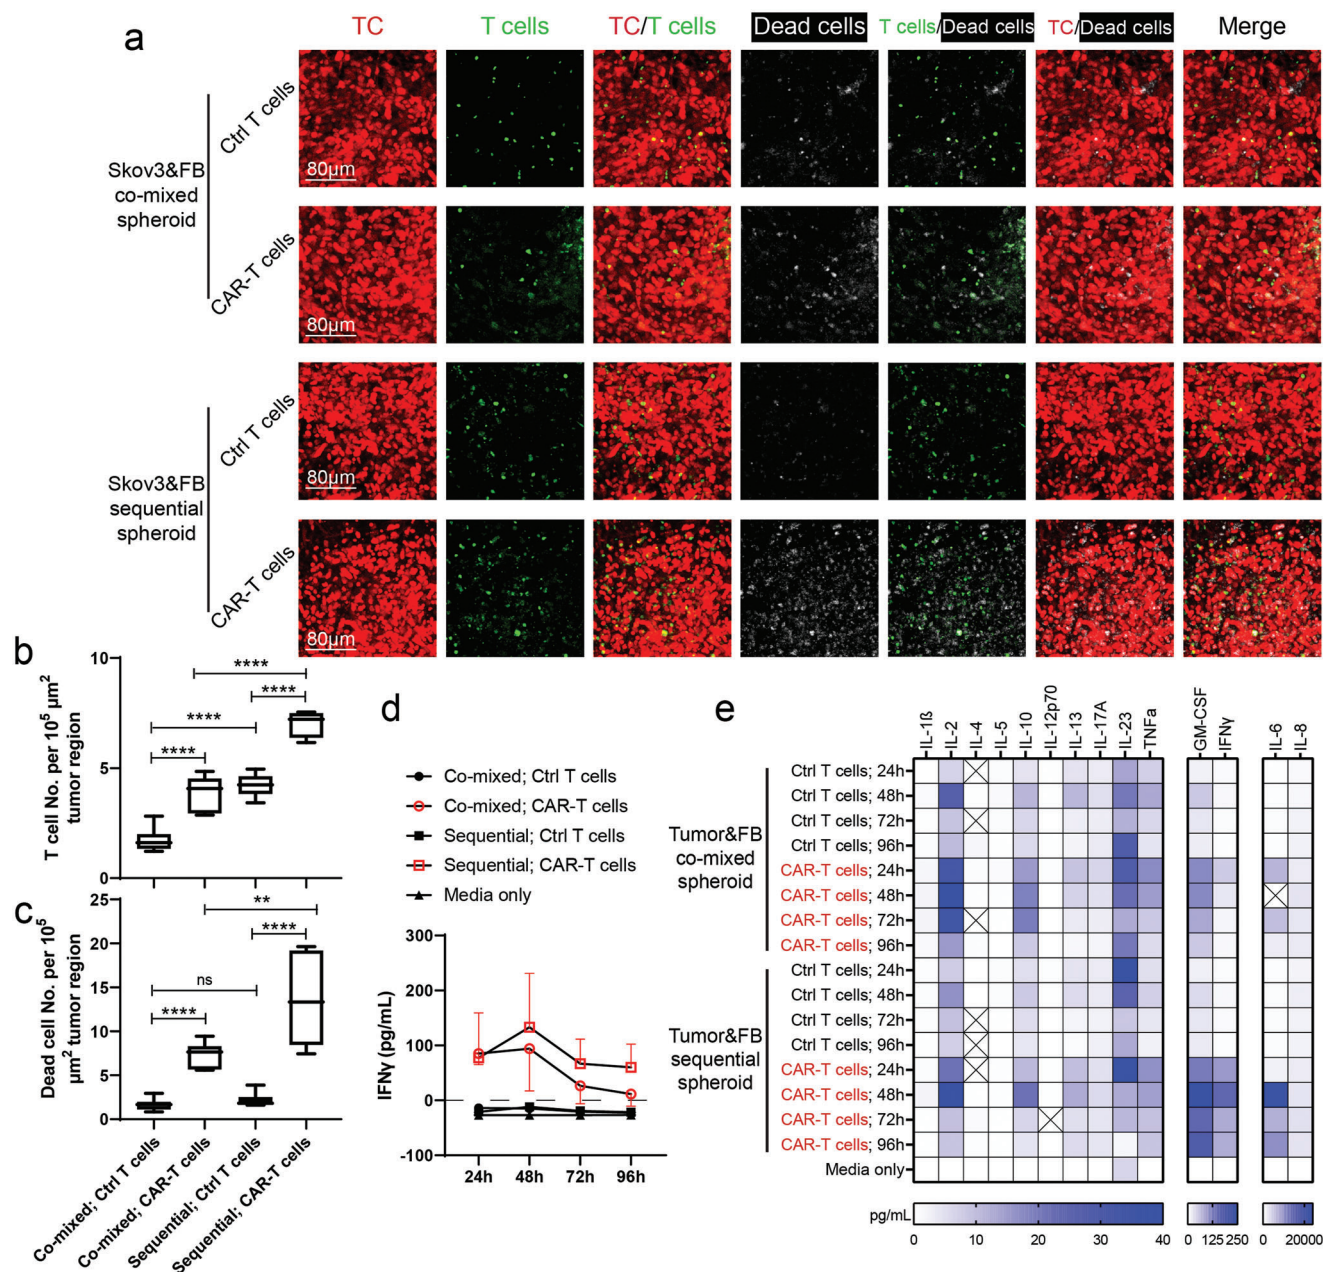 a
TC
T cells
TC/T cells
Dead cells
T cells/Dead cells
TC/Dead cells
Merge
Skov3&FB
co-mixed
spheroid
Ctrl T cells
80μm
CAR-T cells
80μm
Skov3&FB
sequential
spheroid
Ctrl T cells
80μm
CAR-T cells
80μm
b
T cell No. per 10⁵ μm²
tumor region
10
5
0
****
****
****
****
c
Dead cell No. per 10⁵
μm² tumor region
25
20
15
10
5
0
**
****
ns
****
Co-mixed; Ctrl T cells
Co-mixed; CAR-T cells
Sequential; Ctrl T cells
Sequential; CAR-T cells
d
Co-mixed; Ctrl T cells
Co-mixed; CAR-T cells
Sequential; Ctrl T cells
Sequential; CAR-T cells
Media only
IFNγ (pg/mL)
300
200
100
0
-100
24h
48h
72h
96h
e
IL-1ß
IL-2
IL-4
IL-5
IL-10
IL-12p70
IL-13
IL-17A
IL-23
TNFa
GM-CSF
IFNγ
IL-6
IL-8
Tumor&FB
co-mixed
spheroid
Ctrl T cells; 24h
Ctrl T cells; 48h
Ctrl T cells; 72h
Ctrl T cells; 96h
CAR-T cells; 24h
CAR-T cells; 48h
CAR-T cells; 72h
CAR-T cells; 96h
Tumor&FB
sequential
spheroid
Ctrl T cells; 24h
Ctrl T cells; 48h
Ctrl T cells; 72h
Ctrl T cells; 96h
CAR-T cells; 24h
CAR-T cells; 48h
CAR-T cells; 72h
CAR-T cells; 96h
Media only
pg/mL
0 10 20 30 40
0 125 250
0 20000